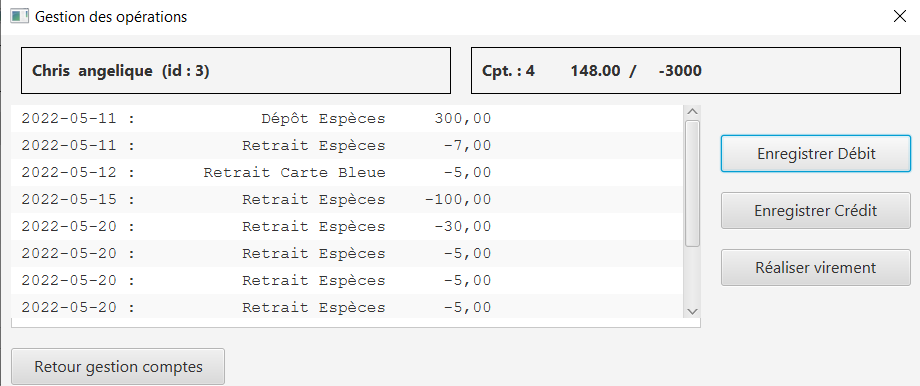 Gestion des opérations
Chris angelique (id : 3)
Cpt. : 4 148.00 / -3000
2022-05-11 : Dépôt Espèces 300,00
2022-05-11 : Retrait Espèces -7,00
2022-05-12 : Retrait Carte Bleue -5,00
2022-05-15 : Retrait Espèces -100,00
2022-05-20 : Retrait Espèces -30,00
2022-05-20 : Retrait Espèces -5,00
2022-05-20 : Retrait Espèces -5,00
2022-05-20 : Retrait Espèces -5,00
Enregistrer Débit
Enregistrer Crédit
Réaliser virement
Retour gestion comptes